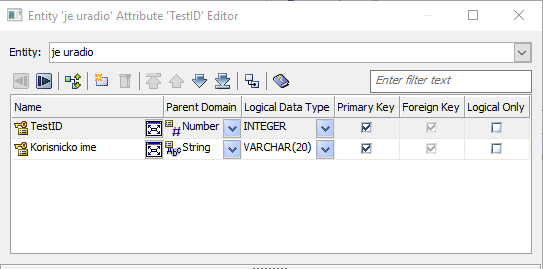 Entity 'je uradio' Attribute 'TestID' Editor
Entity: je uradio
Enter filter text
Name Parent Domain Logical Data Type Primary Key Foreign Key Logical Only
TestID Number INTEGER
Korisnicko ime String VARCHAR(20)